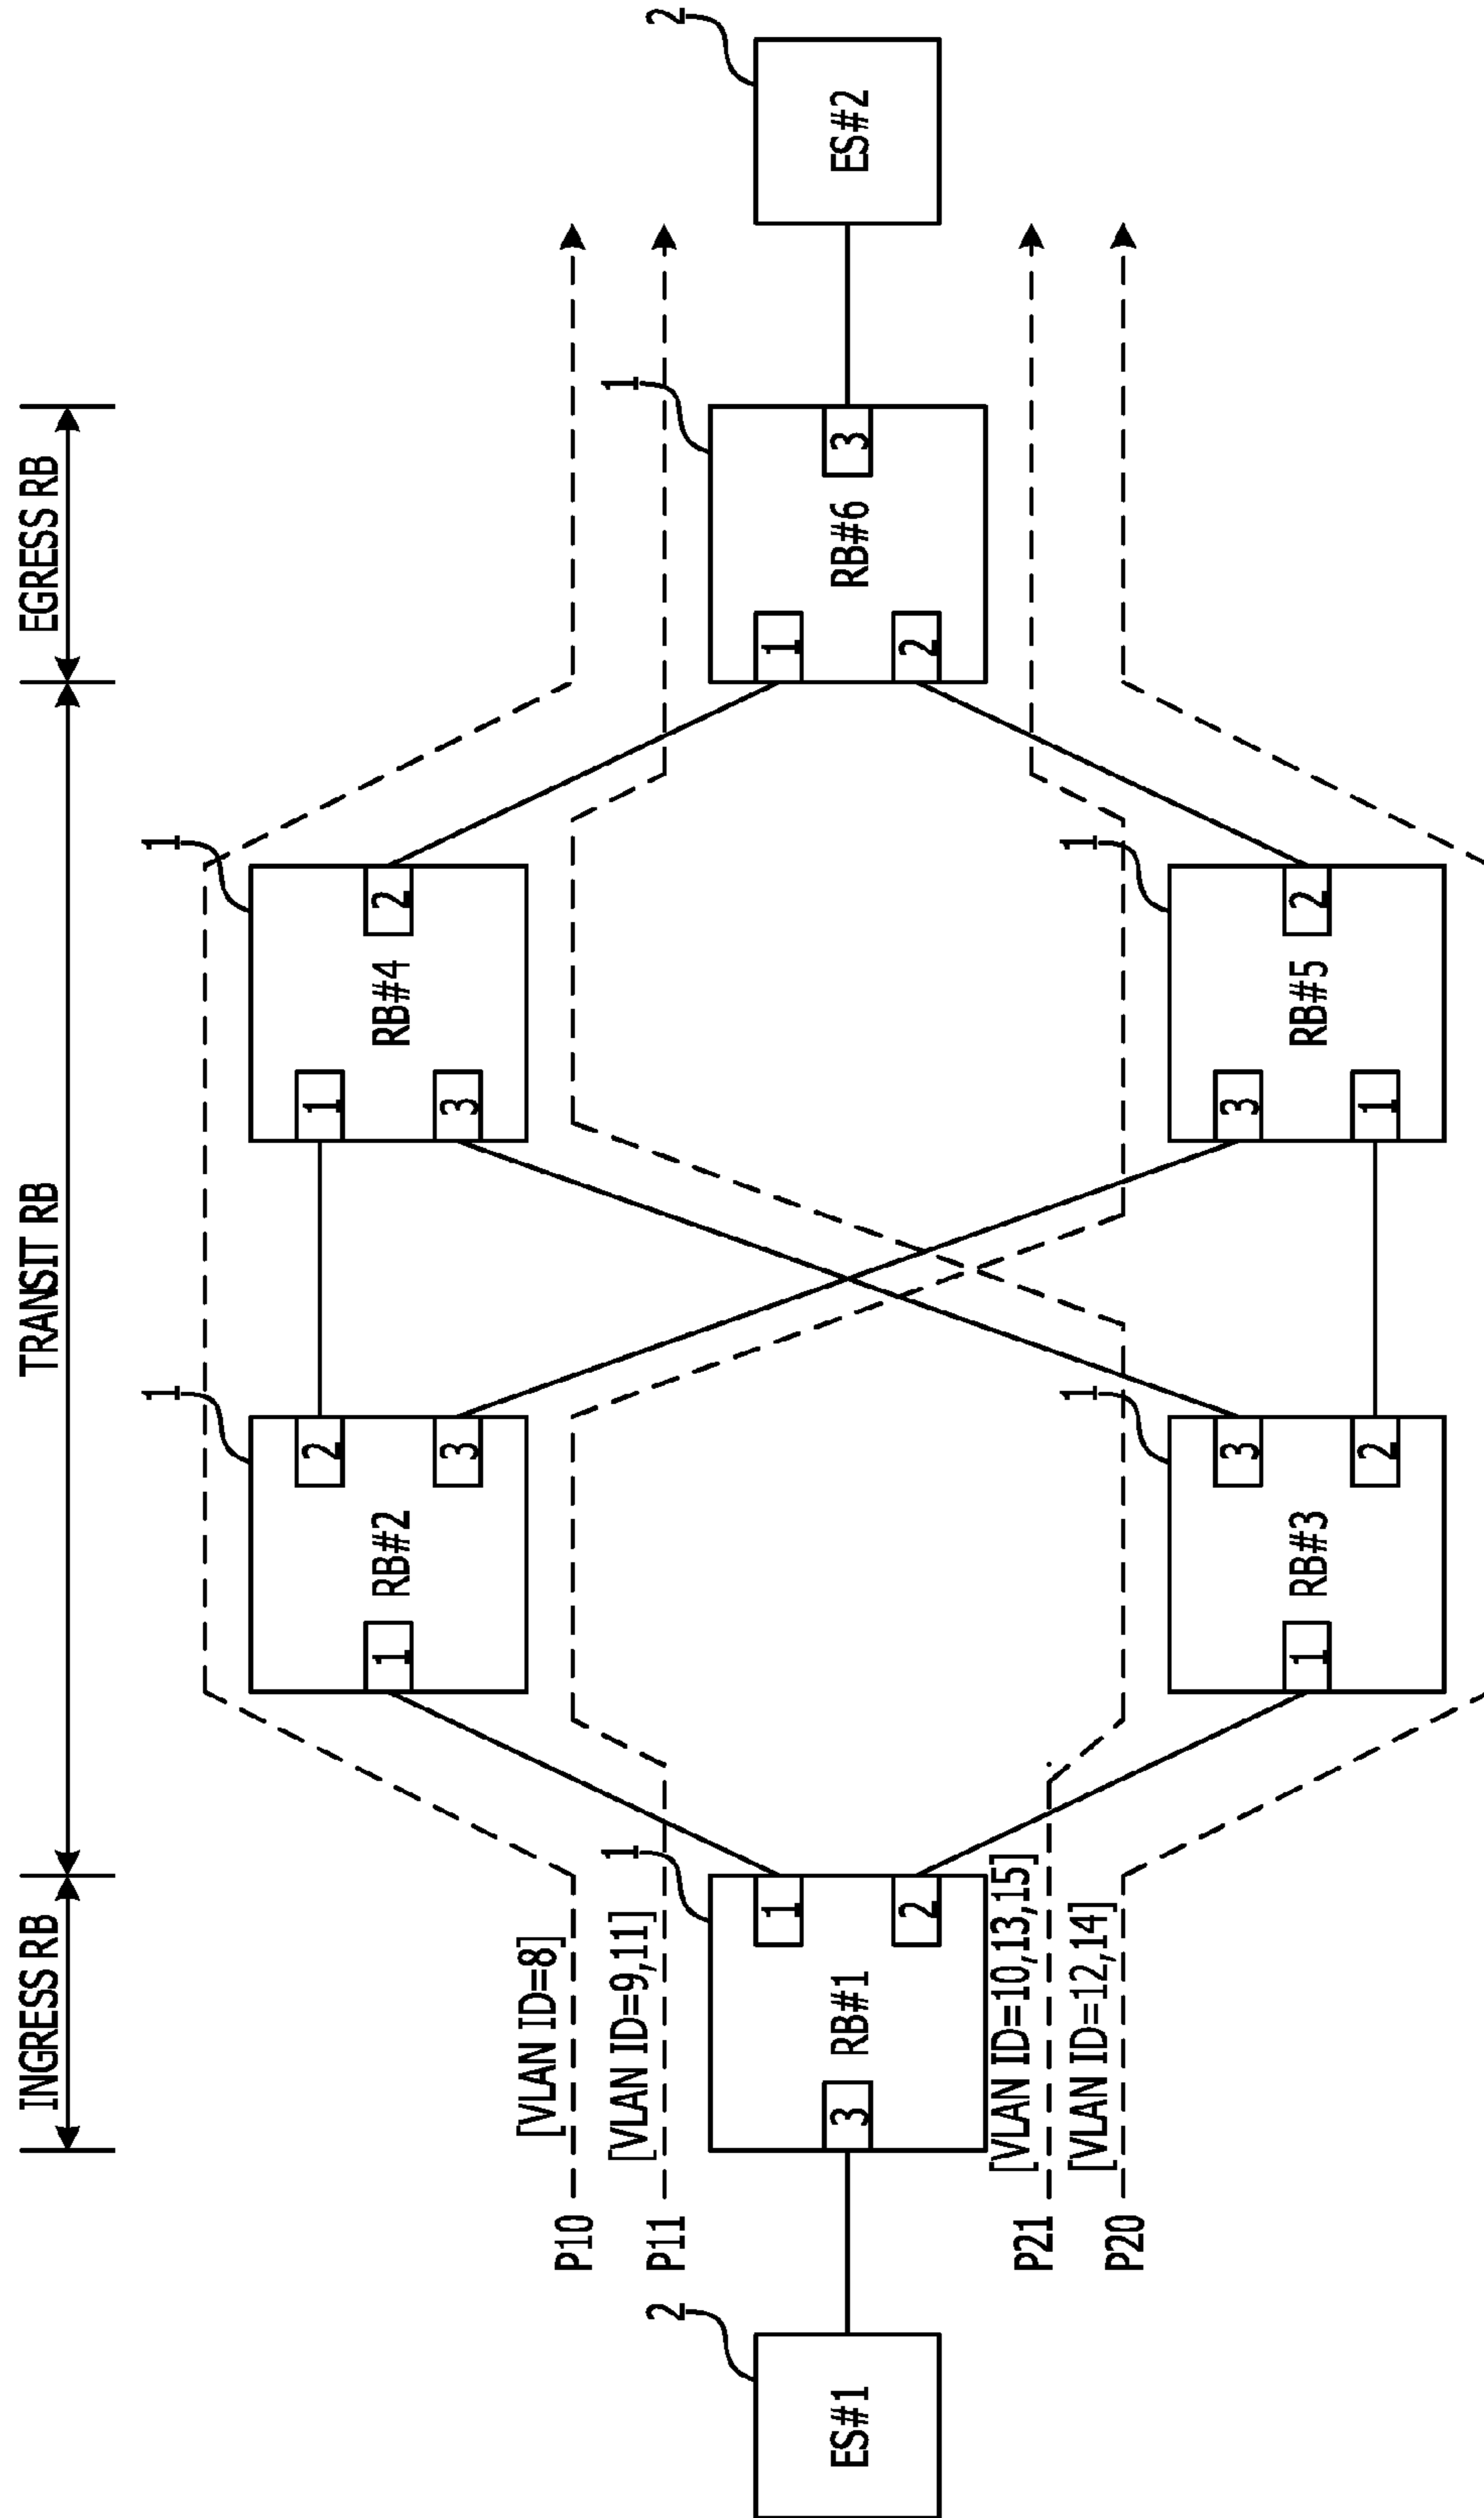 INGRESS RB
TRANSIT RB
EGRESS RB
1
1
RB#2
1
2
3
RB#4
1
3
2
[VLAN ID=8]
P10
[VLAN ID=9,11]
P11
2
ES#1
1
RB#1
3
1
2
1
RB#6
1
2
3
2
ES#2
[VLAN ID=10,13,15]
P21
[VLAN ID=12,14]
P20
1
RB#3
1
3
2
1
RB#5
3
1
2